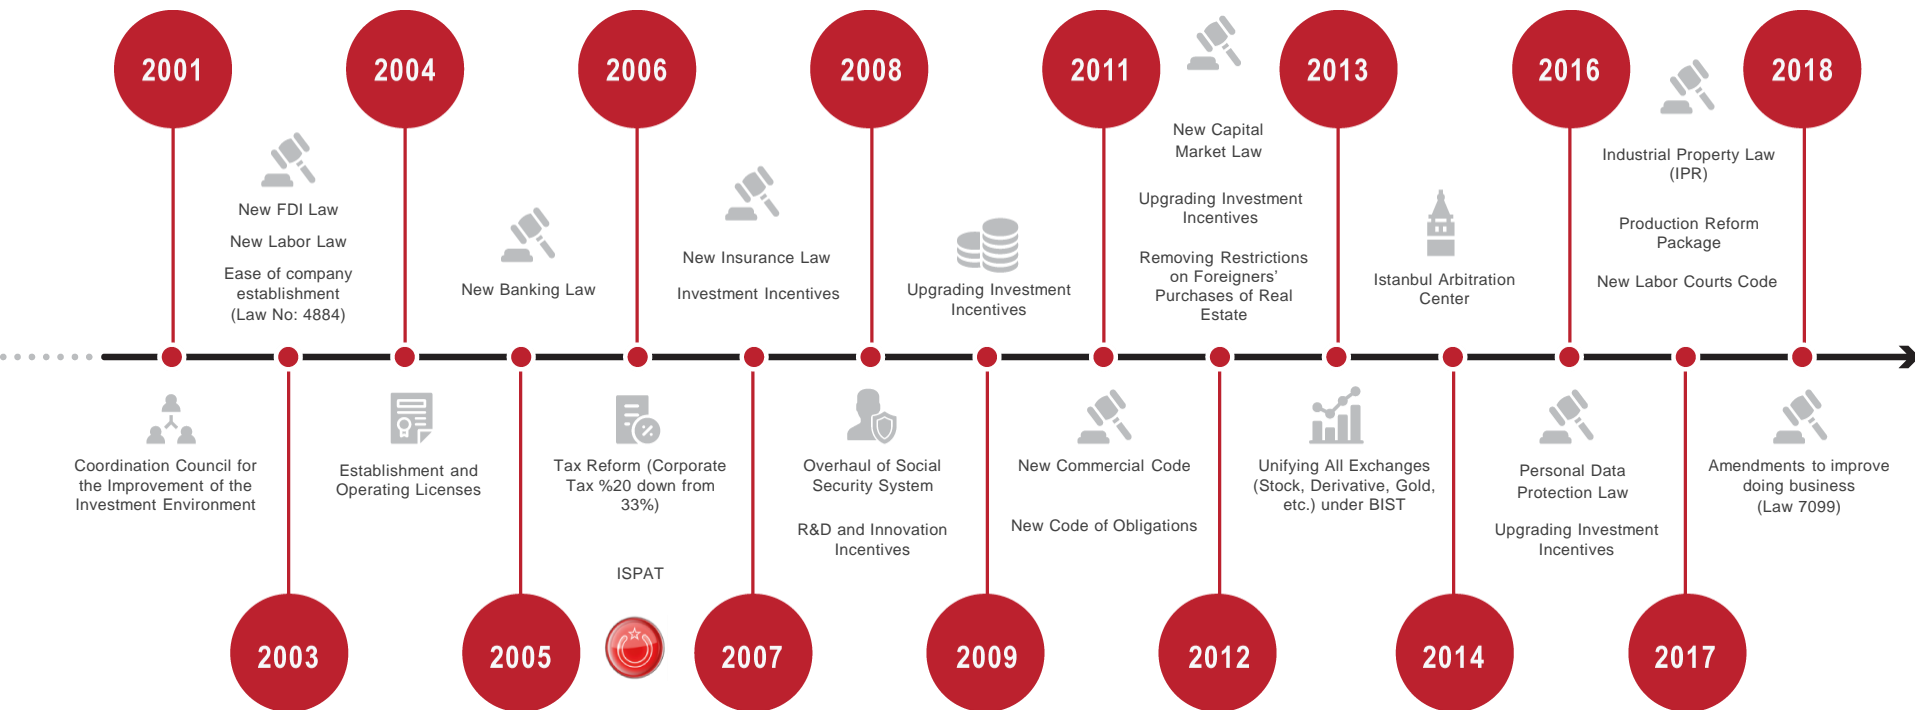 2001
2004
2006
2008
2011
2013
2016
2018
New FDI Law
New Labor Law
Ease of company
establishment
(Law No: 4884)
New Banking Law
New Insurance Law
Investment Incentives
Upgrading Investment
Incentives
New Capital
Market Law
Upgrading Investment
Incentives
Removing Restrictions
on Foreigners’
Purchases of Real
Estate
Istanbul Arbitration
Center
Industrial Property Law
(IPR)
Production Reform
Package
New Labor Courts Code
Coordination Council for
the Improvement of the
Investment Environment
Establishment and
Operating Licenses
Tax Reform (Corporate
Tax %20 down from
33%)
ISPAT
Overhaul of Social
Security System
R&D and Innovation
Incentives
New Commercial Code
New Code of Obligations
Unifying All Exchanges
(Stock, Derivative, Gold,
etc.) under BIST
Personal Data
Protection Law
Upgrading Investment
Incentives
Amendments to improve
doing business
(Law 7099)
2003
2005
2007
2009
2012
2014
2017